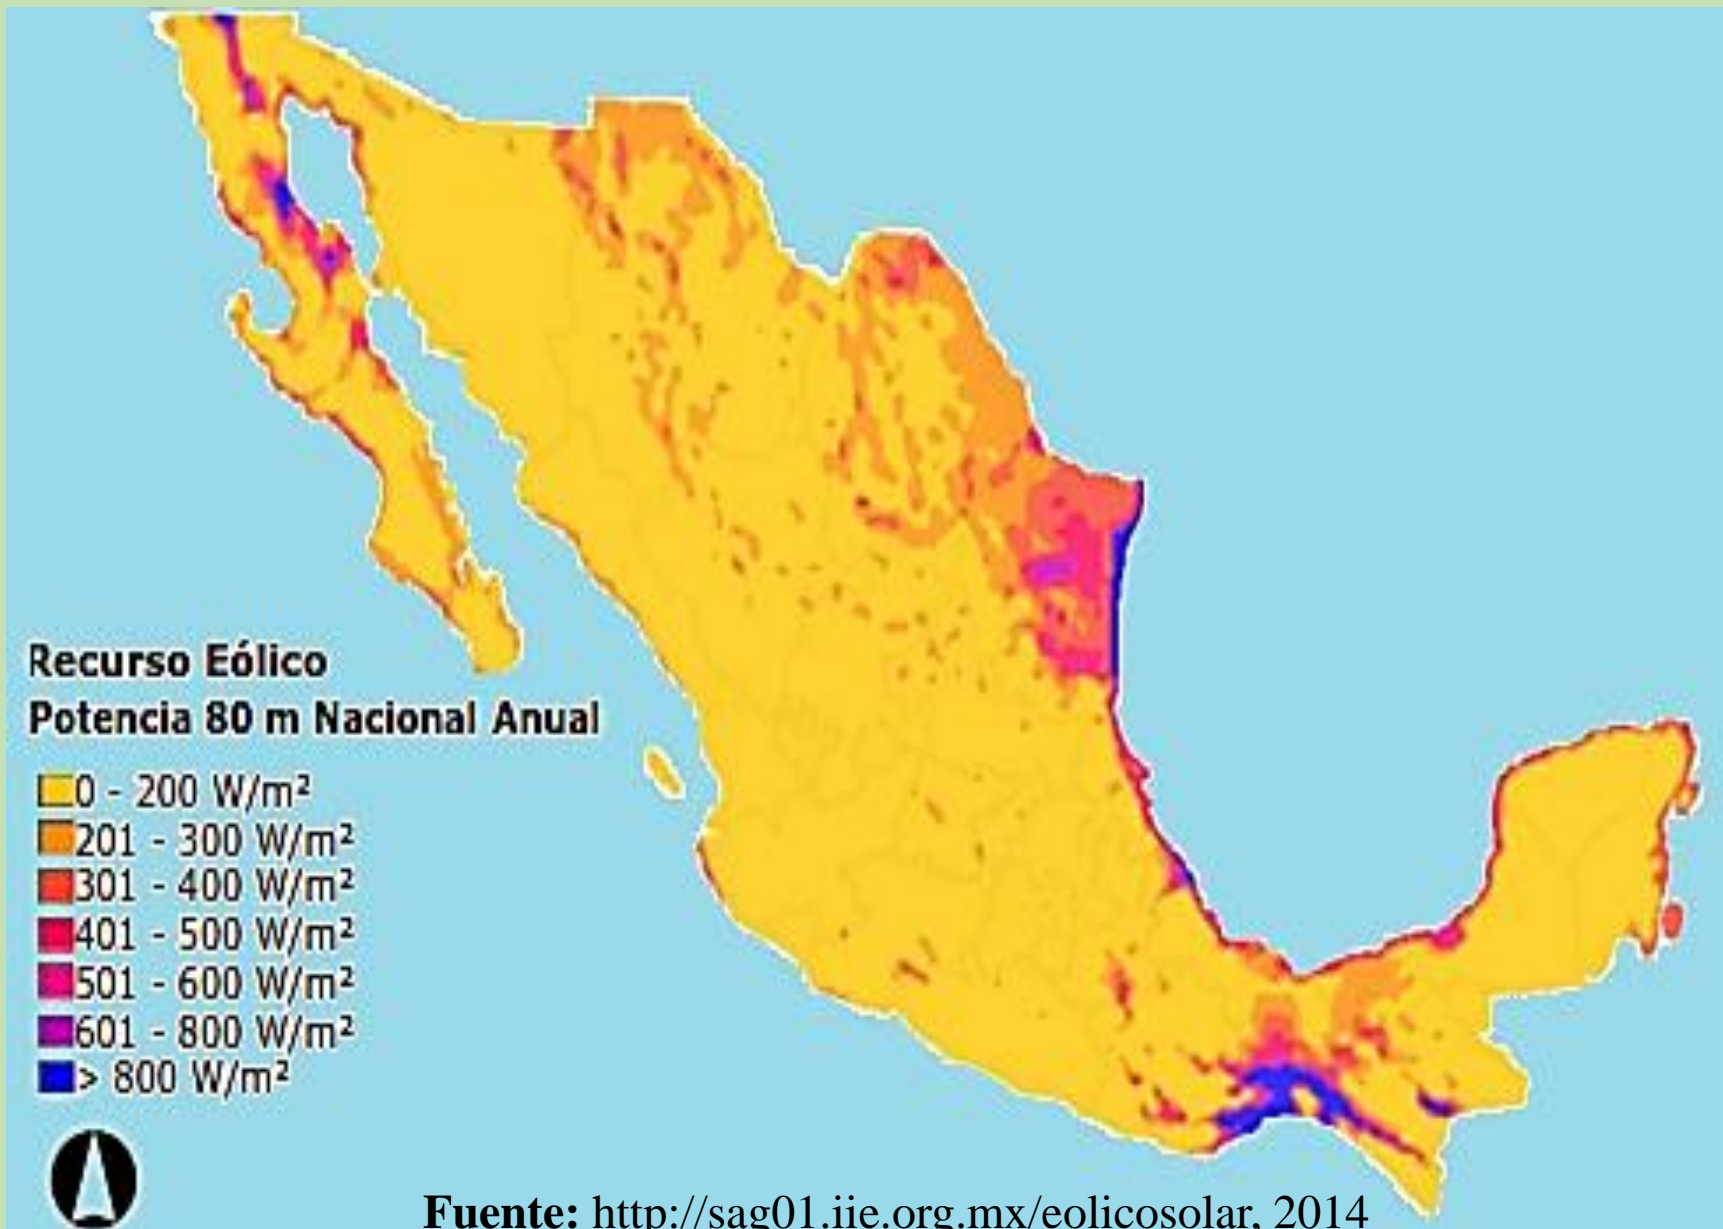 Recurso Eólico
Potencia 80 m Nacional Anual
0 - 200 W/m²
201 - 300 W/m²
301 - 400 W/m²
401 - 500 W/m²
501 - 600 W/m²
601 - 800 W/m²
> 800 W/m²
Fuente: http://sag01.iie.org.mx/eolicosolar, 2014